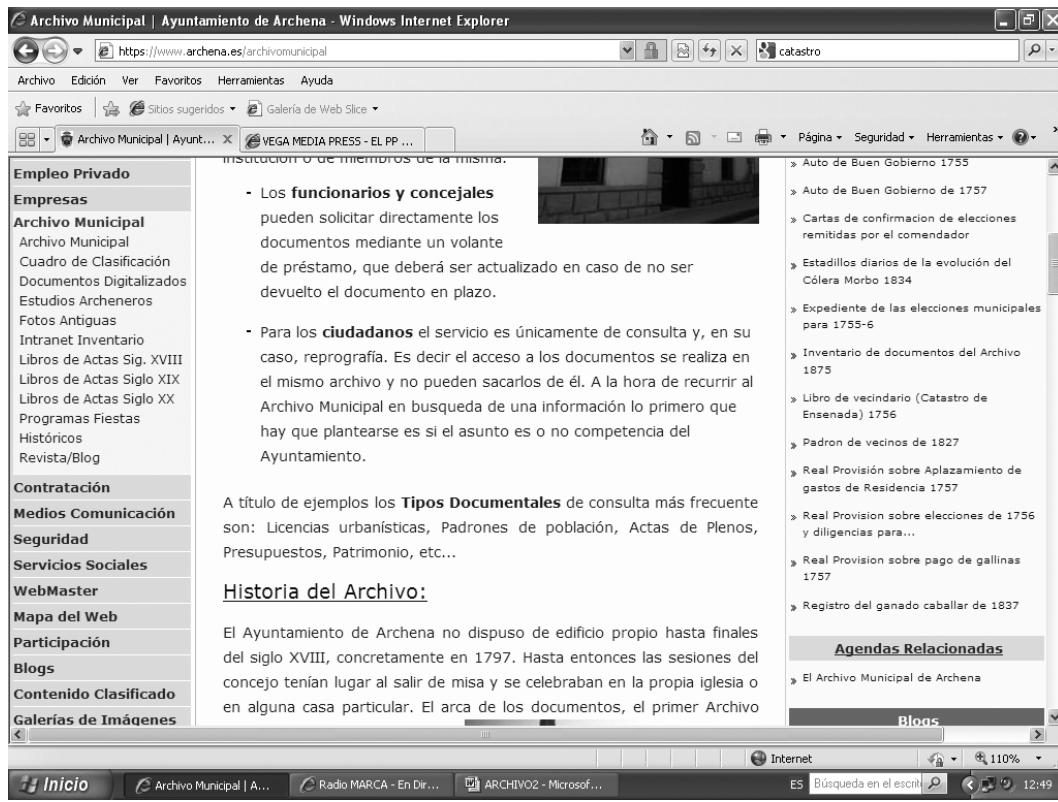 Archivo Municipal | Ayuntamiento de Archena - Windows Internet Explorer
https://www.archena.es/archivomunicipal
catastro
Archivo Edición Ver Favoritos Herramientas Ayuda
Favoritos Sitios sugeridos Galería de Web Slice
Archivo Municipal | Ayunt... X VEGA MEDIA PRESS - EL PP ...
Página Seguridad Herramientas
Empleo Privado
Empresas
Archivo Municipal
Archivo Municipal
Cuadro de Clasificación
Documentos Digitalizados
Estudios Archeneros
Fotos Antiguas
Intranet Inventario
Libros de Actas Sig. XVIII
Libros de Actas Siglo XIX
Libros de Actas Siglo XX
Programas Fiestas
Históricos
Revista/Blog
Contratación
Medios Comunicación
Seguridad
Servicios Sociales
WebMaster
Mapa del Web
Participación
Blogs
Contenido Clasificado
Galerías de Imágenes
institución o de miembros de la misma.
- Los funcionarios y concejales
pueden solicitar directamente los
documentos mediante un volante
de préstamo, que deberá ser actualizado en caso de no ser
devuelto el documento en plazo.
- Para los ciudadanos el servicio es únicamente de consulta y, en su
caso, reprografía. Es decir el acceso a los documentos se realiza en
el mismo archivo y no pueden sacarlos de él. A la hora de recurrir al
Archivo Municipal en busqueda de una información lo primero que
hay que plantearse es si el asunto es o no competencia del
Ayuntamiento.
A título de ejemplos los Tipos Documentales de consulta más frecuente
son: Licencias urbanísticas, Padrones de población, Actas de Plenos,
Presupuestos, Patrimonio, etc...
Historia del Archivo:
El Ayuntamiento de Archena no dispuso de edificio propio hasta finales
del siglo XVIII, concretamente en 1797. Hasta entonces las sesiones del
concejo tenían lugar al salir de misa y se celebraban en la propia iglesia o
en alguna casa particular. El arca de los documentos, el primer Archivo
» Auto de Buen Gobierno 1755
» Auto de Buen Gobierno de 1757
» Cartas de confirmacion de elecciones
remitidas por el comendador
» Estadillos diarios de la evolución del
Cólera Morbo 1834
» Expediente de las elecciones municipales
para 1755-6
» Inventario de documentos del Archivo
1875
» Libro de vecindario (Catastro de
Ensenada) 1756
» Padron de vecinos de 1827
» Real Provisión sobre Aplazamiento de
gastos de Residencia 1757
» Real Provision sobre elecciones de 1756
y diligencias para...
» Real Provision sobre pago de gallinas
1757
» Registro del ganado caballar de 1837
Agendas Relacionadas
» El Archivo Municipal de Archena
Blogs
Internet 110%
Inicio Archivo Municipal | A... Radio MARCA - En Dir... ARCHIVO2 - Microsof... ES Búsqueda en el escrito 12:49